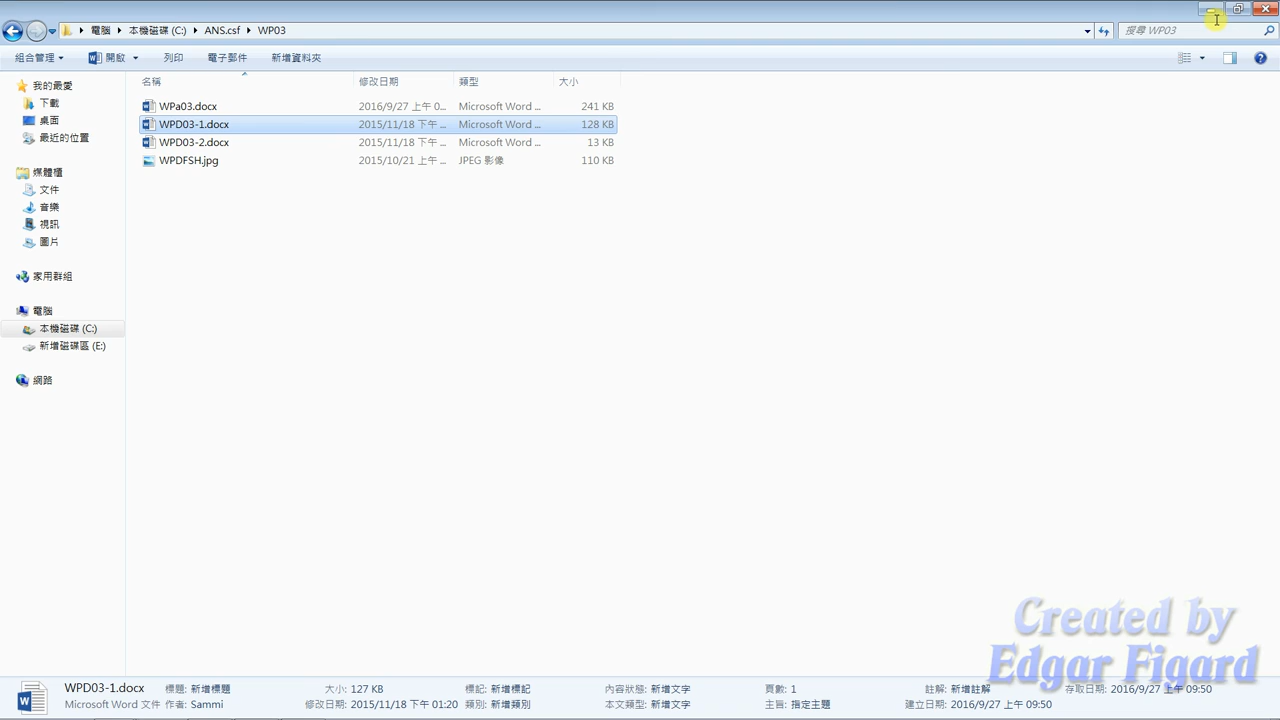 電腦 本機磁碟 (C:) ANS.csf WP03
搜尋 WP03
組合管理 開啟 列印 電子郵件 新增資料夾
我的最愛
下載
桌面
最近的位置
媒體櫃
文件
音樂
視訊
圖片
家用群組
電腦
本機磁碟 (C:)
新增磁碟區 (E:)
網路
名稱 修改日期 類型 大小
WPa03.docx 2016/9/27 上午 0... Microsoft Word ... 241 KB
WPD03-1.docx 2015/11/18 下午 ... Microsoft Word ... 128 KB
WPD03-2.docx 2015/11/18 下午 ... Microsoft Word ... 13 KB
WPDFSH.jpg 2015/10/21 上午 ... JPEG 影像 110 KB
Created by
Edgar Figard
WPD03-1.docx 標題: 新增標題 大小: 127 KB 標記: 新增標記 內容狀態: 新增文字 頁數: 1 註解: 新增註解 存取日期: 2016/9/27 上午 09:50
Microsoft Word 文件 作者: Sammi 修改日期: 2015/11/18 下午 01:20 類別: 新增類別 本文類型: 新增文字 主旨: 指定主題 建立日期: 2016/9/27 上午 09:50